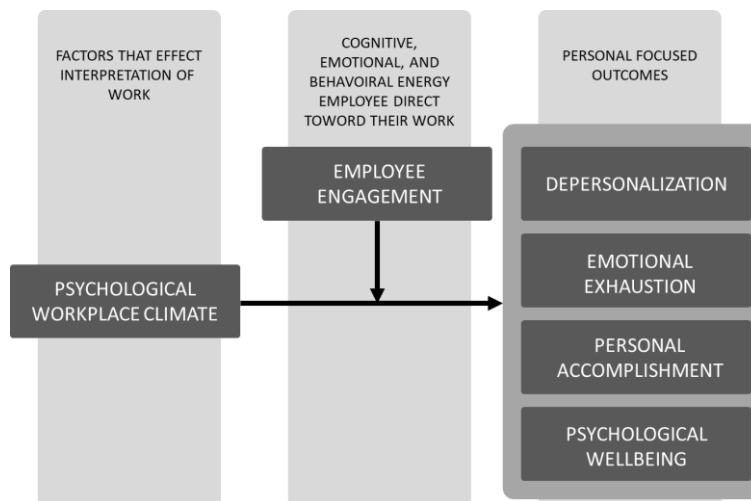 FACTORS THAT EFFECT
INTERPRETATION OF
WORK
COGNITIVE,
EMOTIONAL, AND
BEHAVOIRAL ENERGY
EMPLOYEE DIRECT
TOWARD THEIR WORK
PERSONAL FOCUSED
OUTCOMES
EMPLOYEE
ENGAGEMENT
PSYCHOLOGICAL
WORKPLACE CLIMATE
DEPERSONALIZATION
EMOTIONAL
EXHAUSTION
PERSONAL
ACCOMPLISHMENT
PSYCHOLOGICAL
WELLBEING